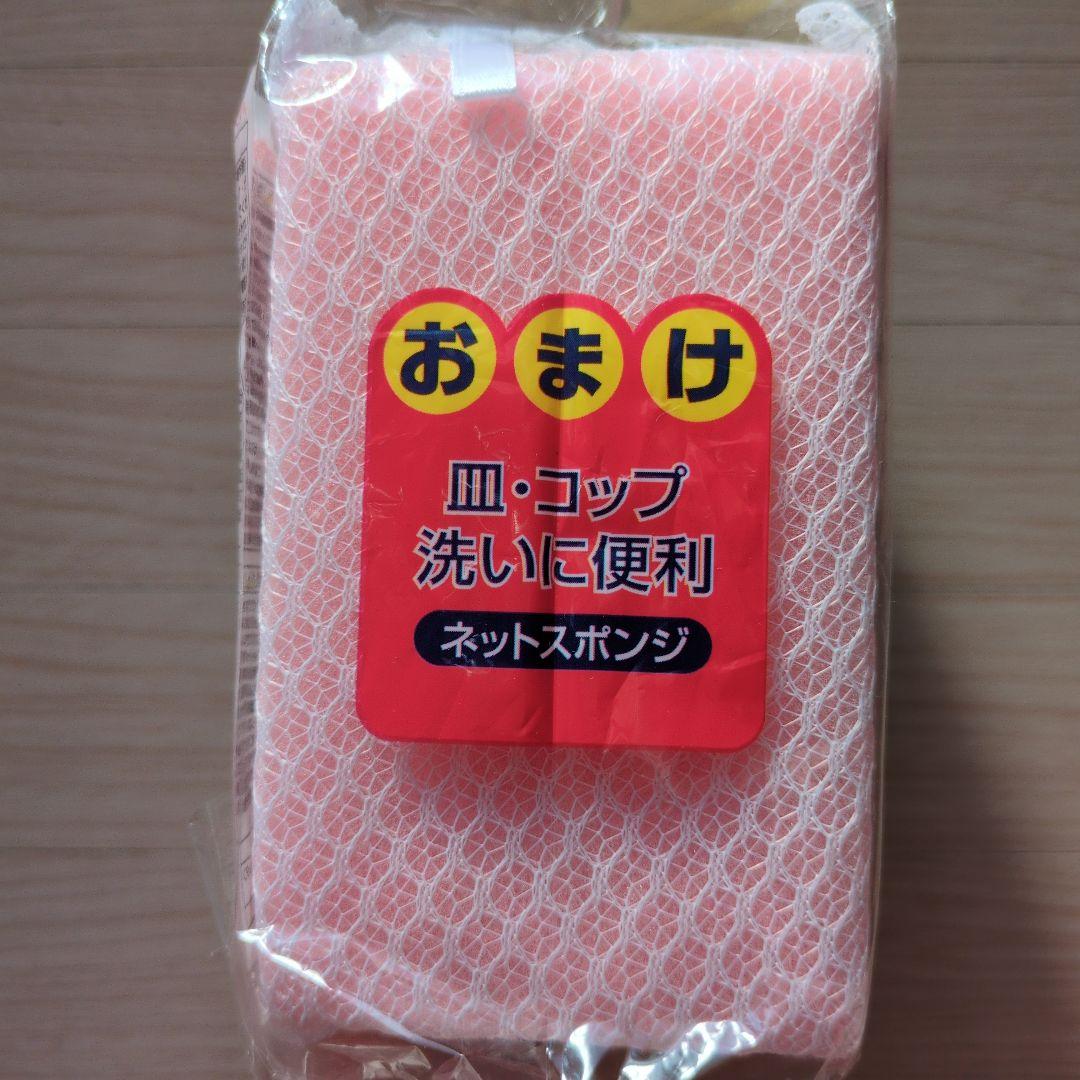 おまけ
皿・コップ
洗いに便利
ネットスポンジ